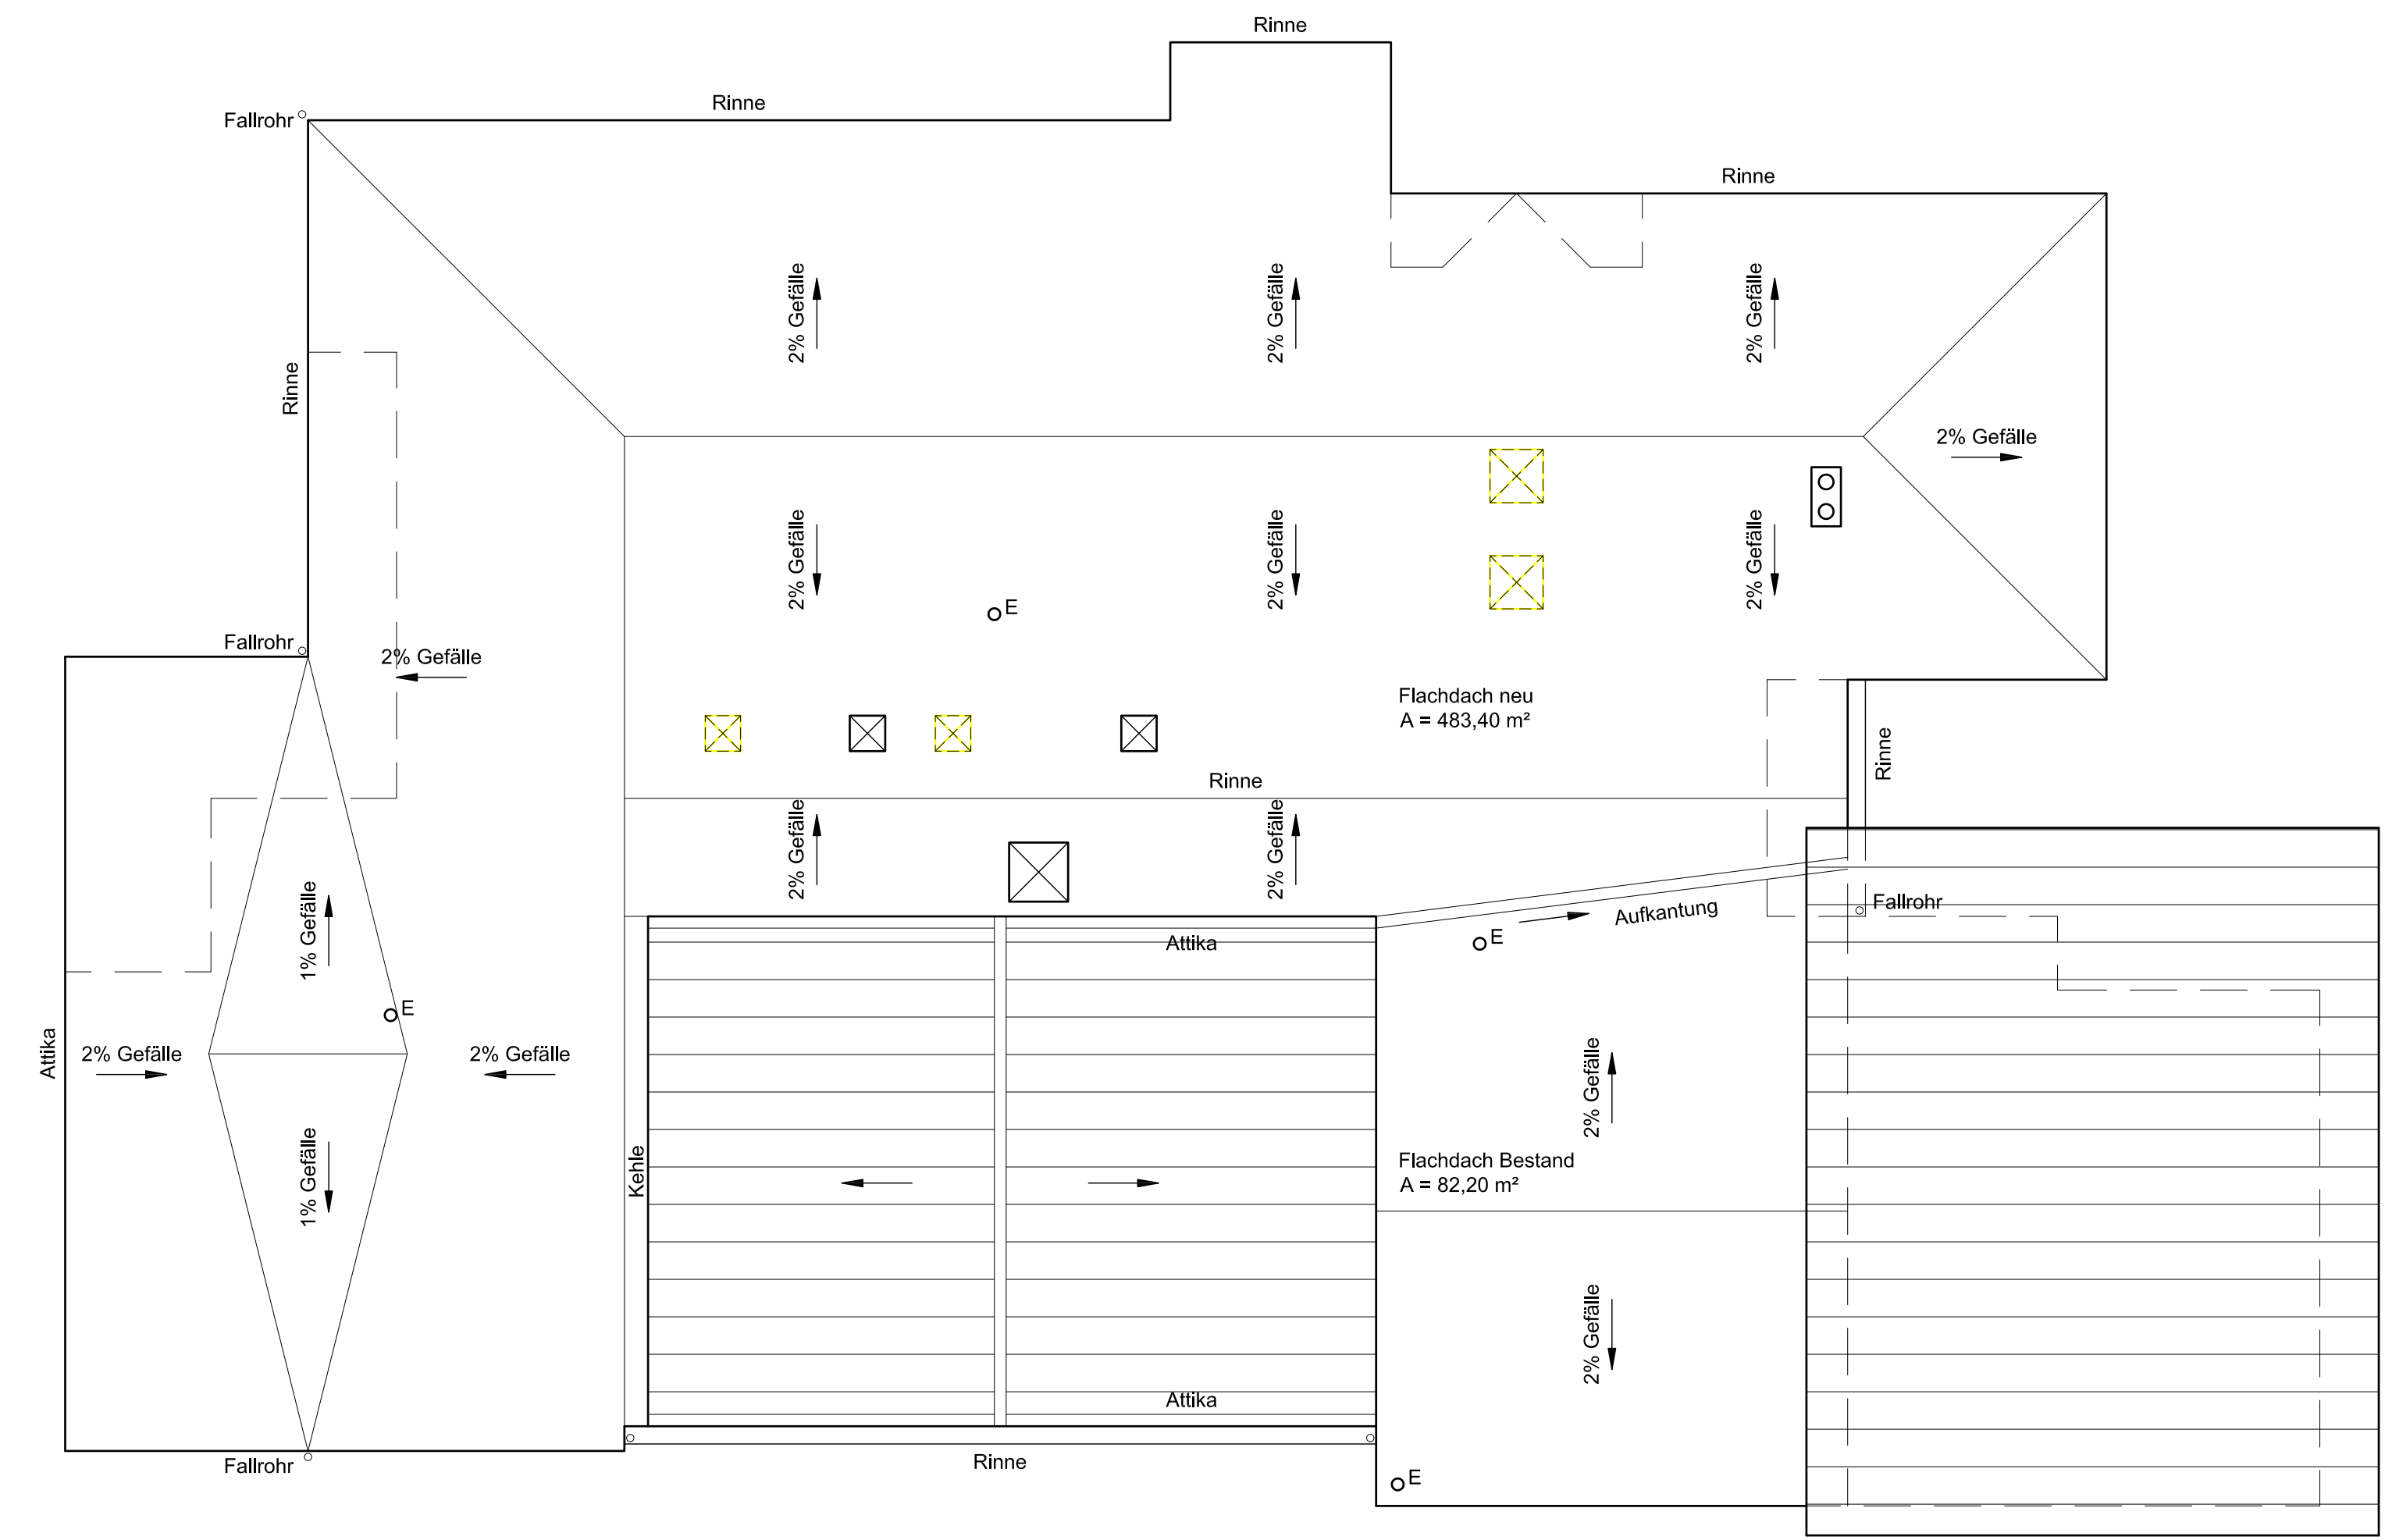 Rinne
Rinne
Fallrohr
Rinne
2% Gefälle
2% Gefälle
2% Gefälle
Rinne
2% Gefälle
2% Gefälle
2% Gefälle
2% Gefälle
E
Fallrohr
2% Gefälle
Flachdach neu
A = 483,40 m²
Rinne
Rinne
2% Gefälle
2% Gefälle
Fallrohr
Aufkantung
E
Attika
1% Gefälle
E
Attika
2% Gefälle
2% Gefälle
2% Gefälle
Kehle
Flachdach Bestand
A = 82,20 m²
1% Gefälle
2% Gefälle
Attika
Rinne
Fallrohr
E